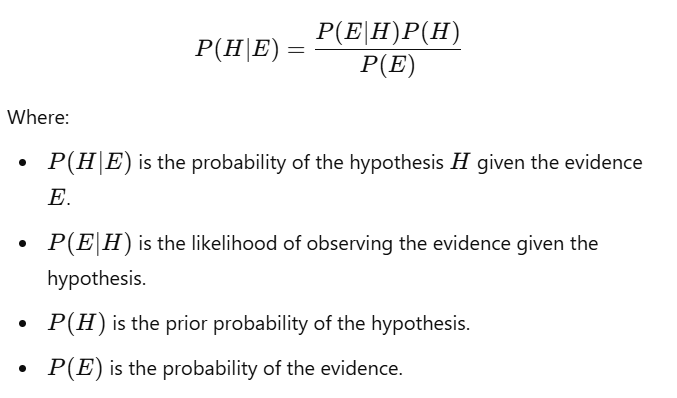 P(H|E) = P(E|H)P(H) / P(E)
Where:
• P(H|E) is the probability of the hypothesis H given the evidence
E.
• P(E|H) is the likelihood of observing the evidence given the
hypothesis.
• P(H) is the prior probability of the hypothesis.
• P(E) is the probability of the evidence.